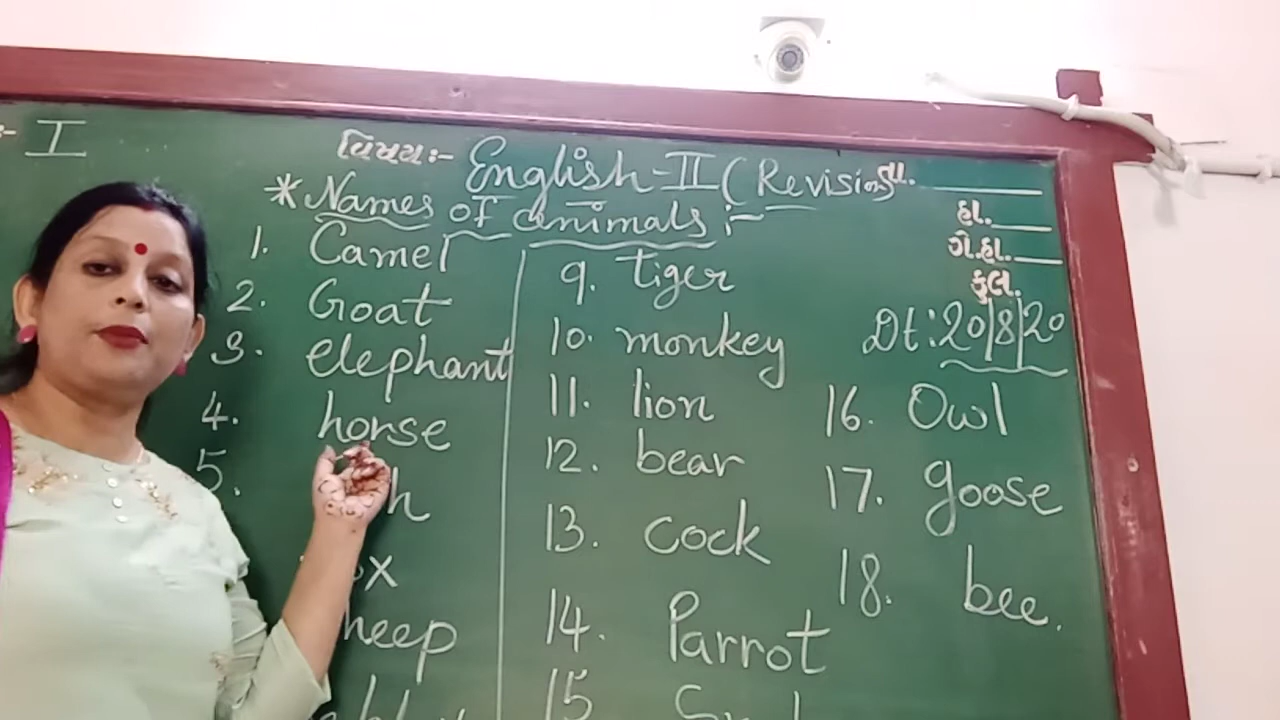 I
વિષય:- English-II (Revision)
તા.
* Names of animals :-
હા.
ગે.હા.
કુલ.
Dt: 20/8/20
1. Camel
2. Goat
3. elephant
4. horse
5.
9. tiger
10. monkey
11. lion
12. bear
13. cock
14. Parrot
15
16. Owl
17. goose
18. bee.